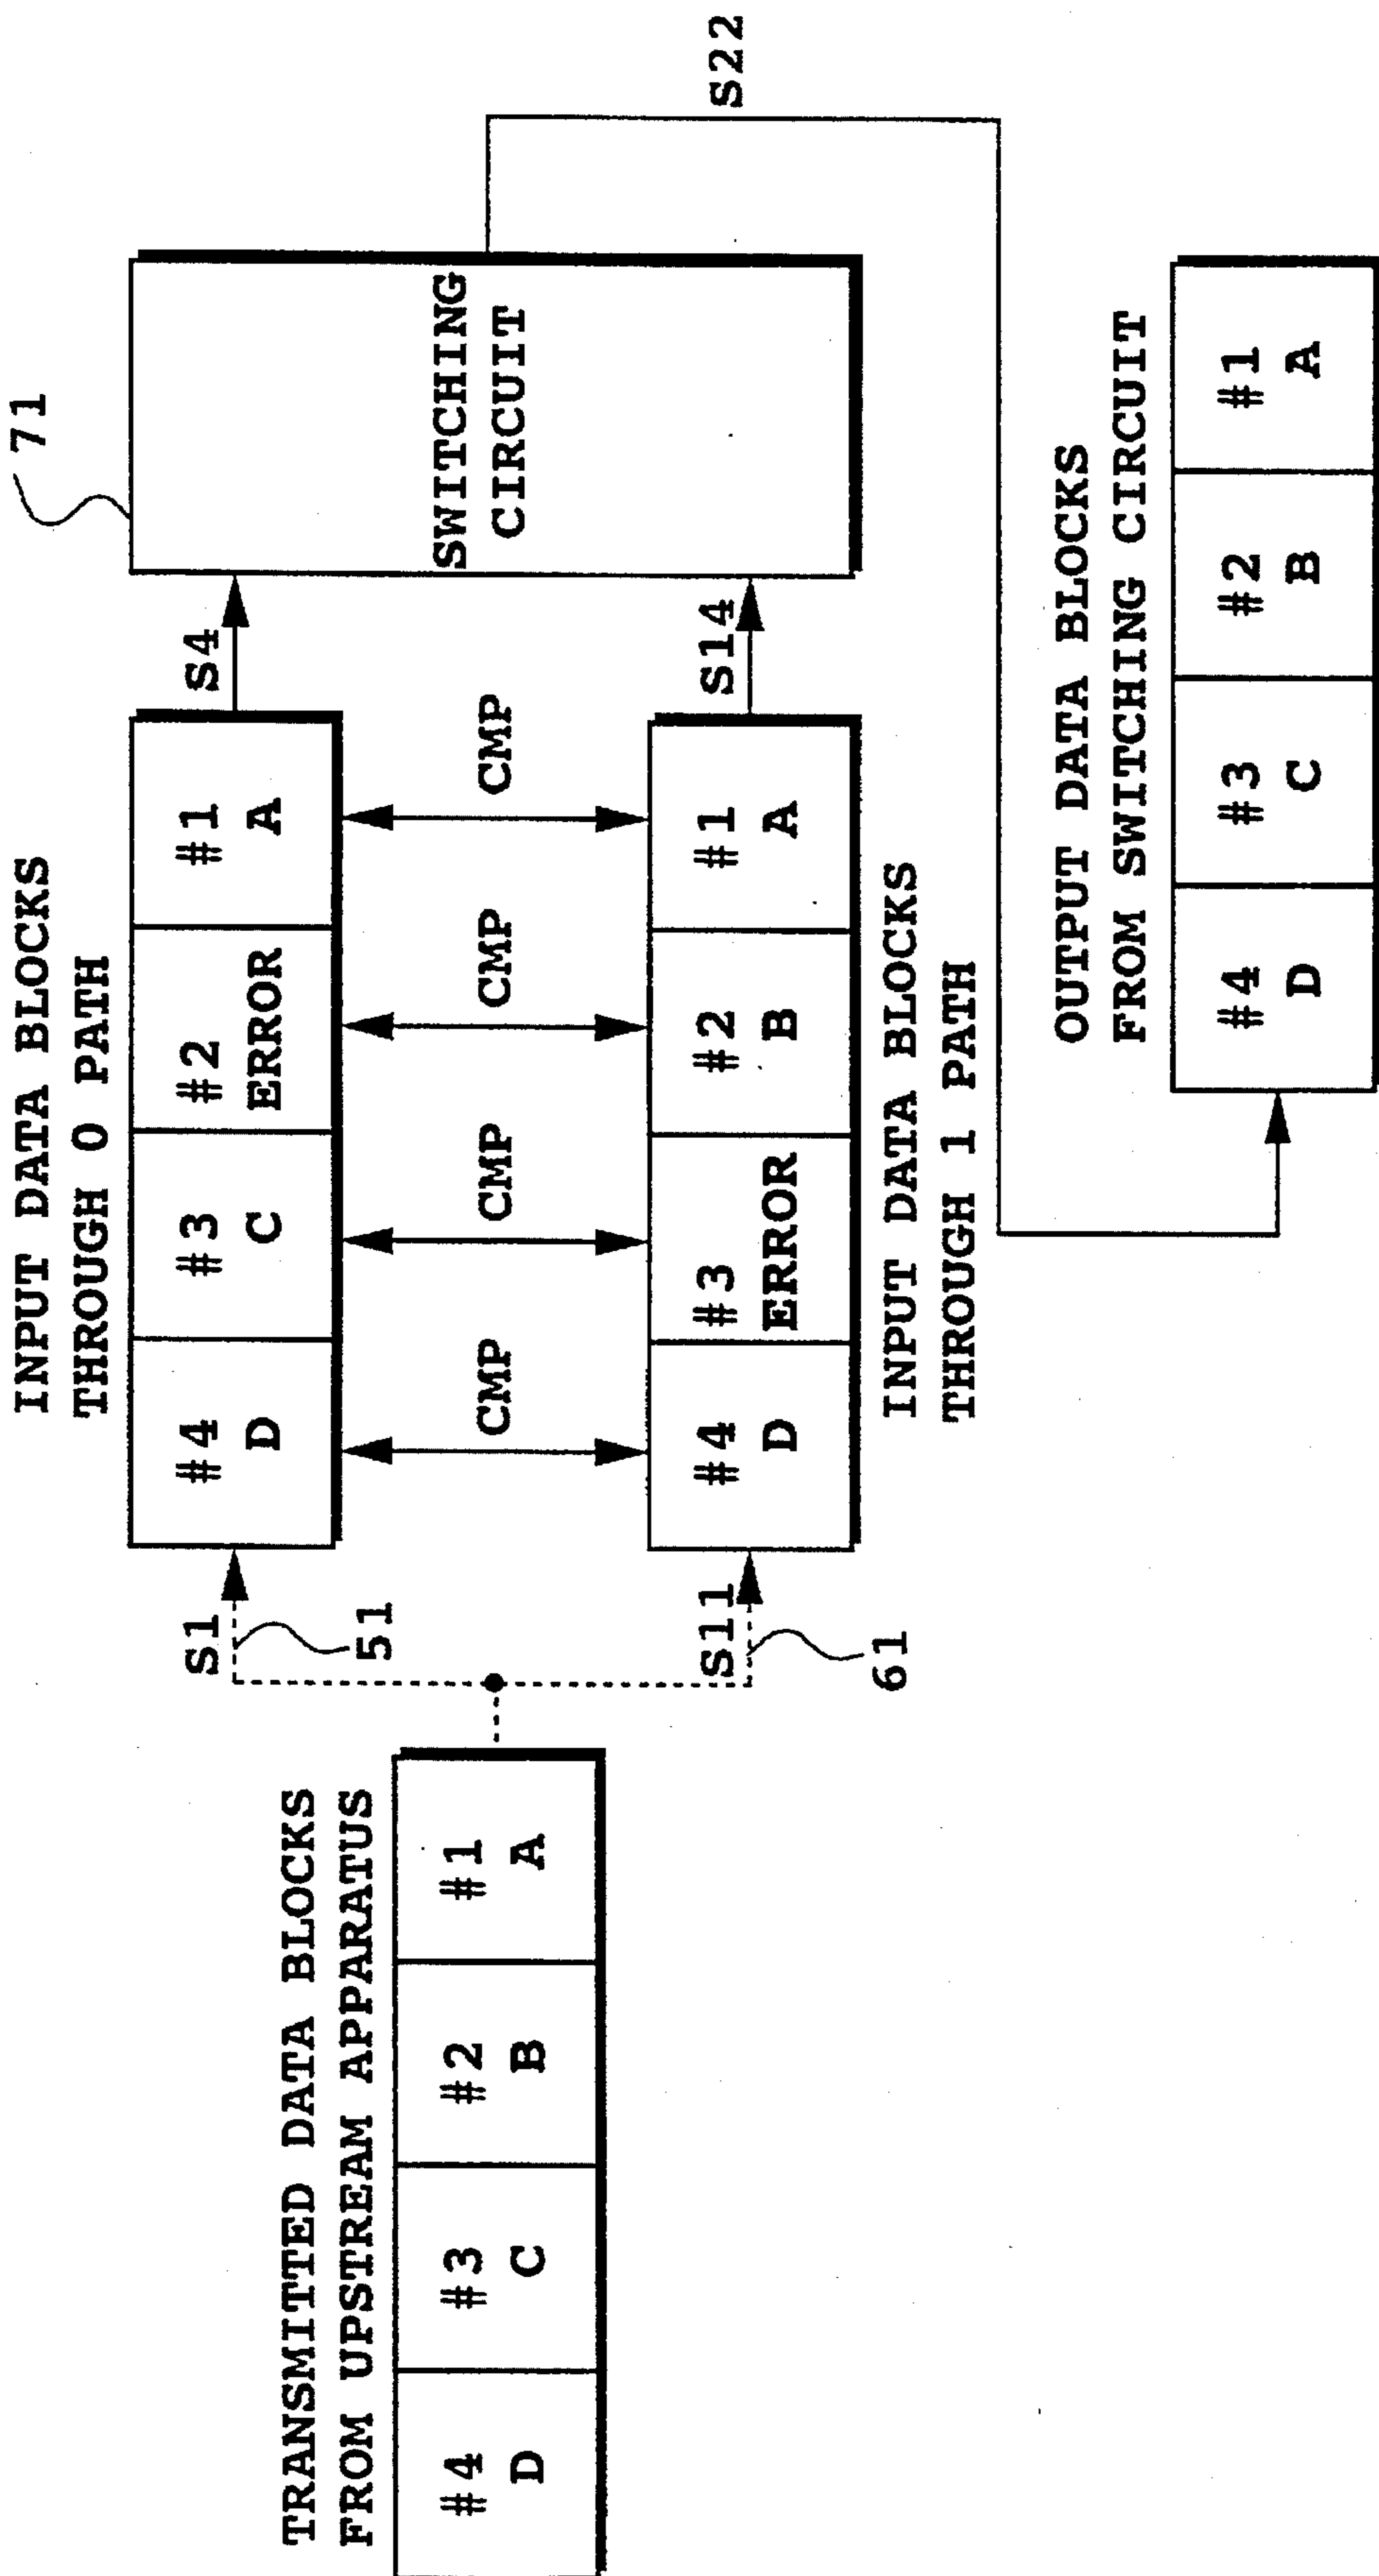 TRANSMITTED DATA BLOCKS
FROM UPSTREAM APPARATUS
#4
D
#3
C
#2
B
#1
A
S1
51
S11
61
INPUT DATA BLOCKS
THROUGH 0 PATH
#4
D
#3
C
#2
ERROR
#1
A
CMP
CMP
CMP
CMP
#4
D
#3
ERROR
#2
B
#1
A
INPUT DATA BLOCKS
THROUGH 1 PATH
S4
S14
71
SWITCHING
CIRCUIT
S22
OUTPUT DATA BLOCKS
FROM SWITCHING CIRCUIT
#4
D
#3
C
#2
B
#1
A